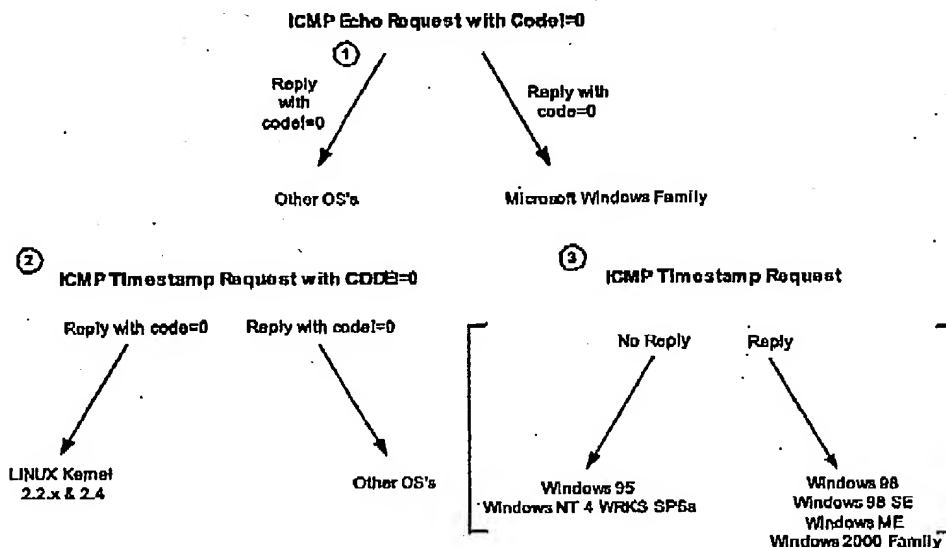 ICMP Echo Request with Code!=0
1
Reply
with
code!=0
Reply with
code=0
Other OS's
Microsoft Windows Family
2
ICMP Timestamp Request with CODE!=0
3
ICMP Timestamp Request
Reply with code=0
Reply with code!=0
No Reply
Reply
LINUX Kernel
2.2.x & 2.4
Other OS's
Windows 95
Windows NT 4 WRKS SP6a
Windows 98
Windows 98 SE
Windows ME
Windows 2000 Family